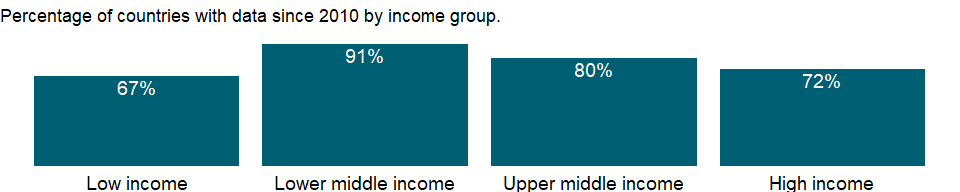 Percentage of countries with data since 2010 by income group.
67%
91%
80%
72%
Low income
Lower middle income
Upper middle income
High income